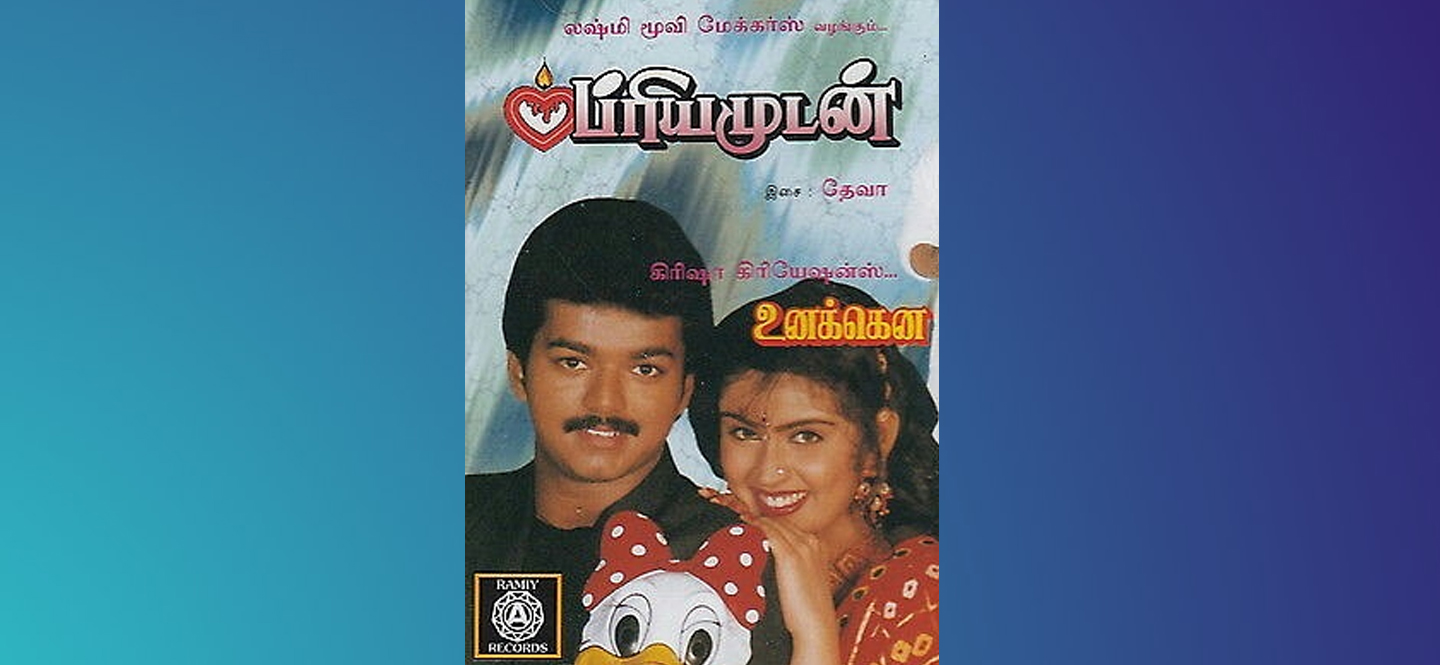 லஷ்மி மூவி மேக்கர்ஸ் வழங்கும்...
ப்ரியமுடன்
இசை : தேவா
கிரிஷா கிரியேஷன்ஸ்...
உனக்கென
RAMIY
A
RECORDS